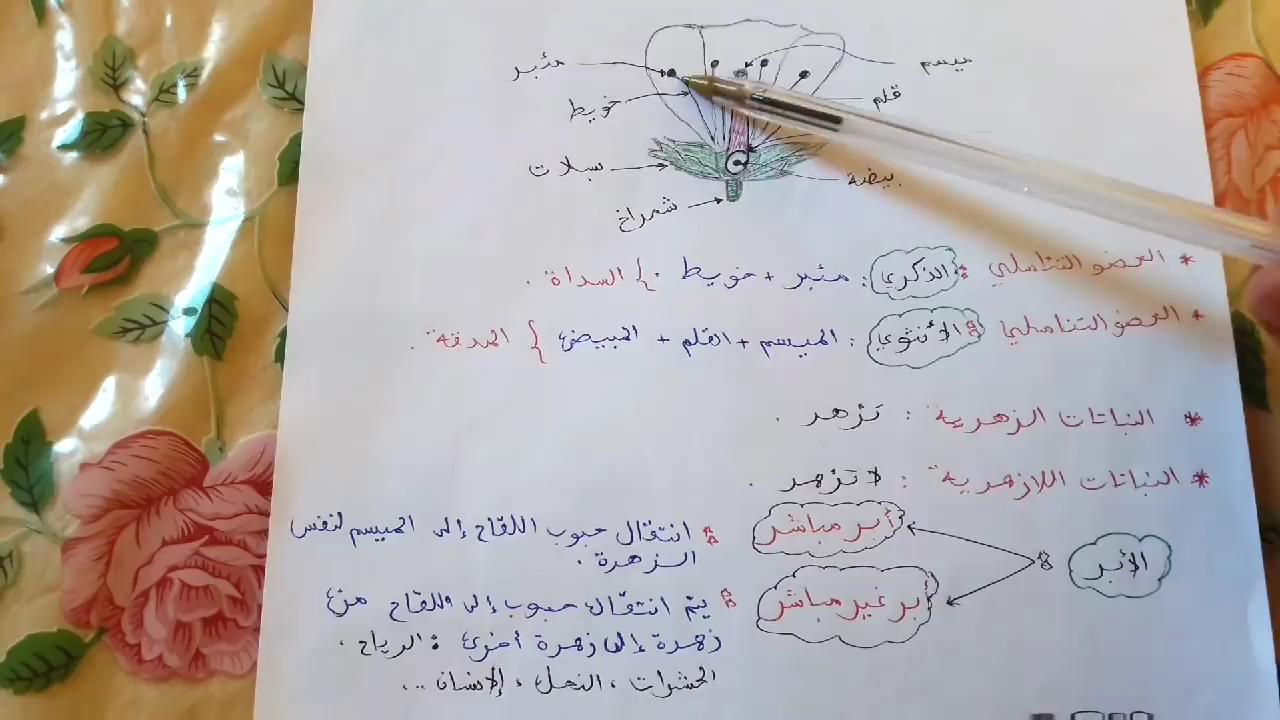 مئبر
ميسم
خويط
قلم
سبلات
بيضة
شمراخ
* العضو التناسلي الذكري : مئبر + خويط . } السداة .
* العضو التناسلي الأنثوي : الميسم + القلم + المبيض } المدقة .
* النباتات الزهرية : تزهر .
* النباتات اللازهرية : لا تزهر .
الأبر :
أبر مباشر : انتقال حبوب اللقاح إلى الميسم لنفس
الزهرة .
أبر غير مباشر : يتم انتقال حبوب إلى اللقاح من
زهرة إلى زهرة أخرى : الرياح ،
الحشرات ، النحل ، الإنسان ...